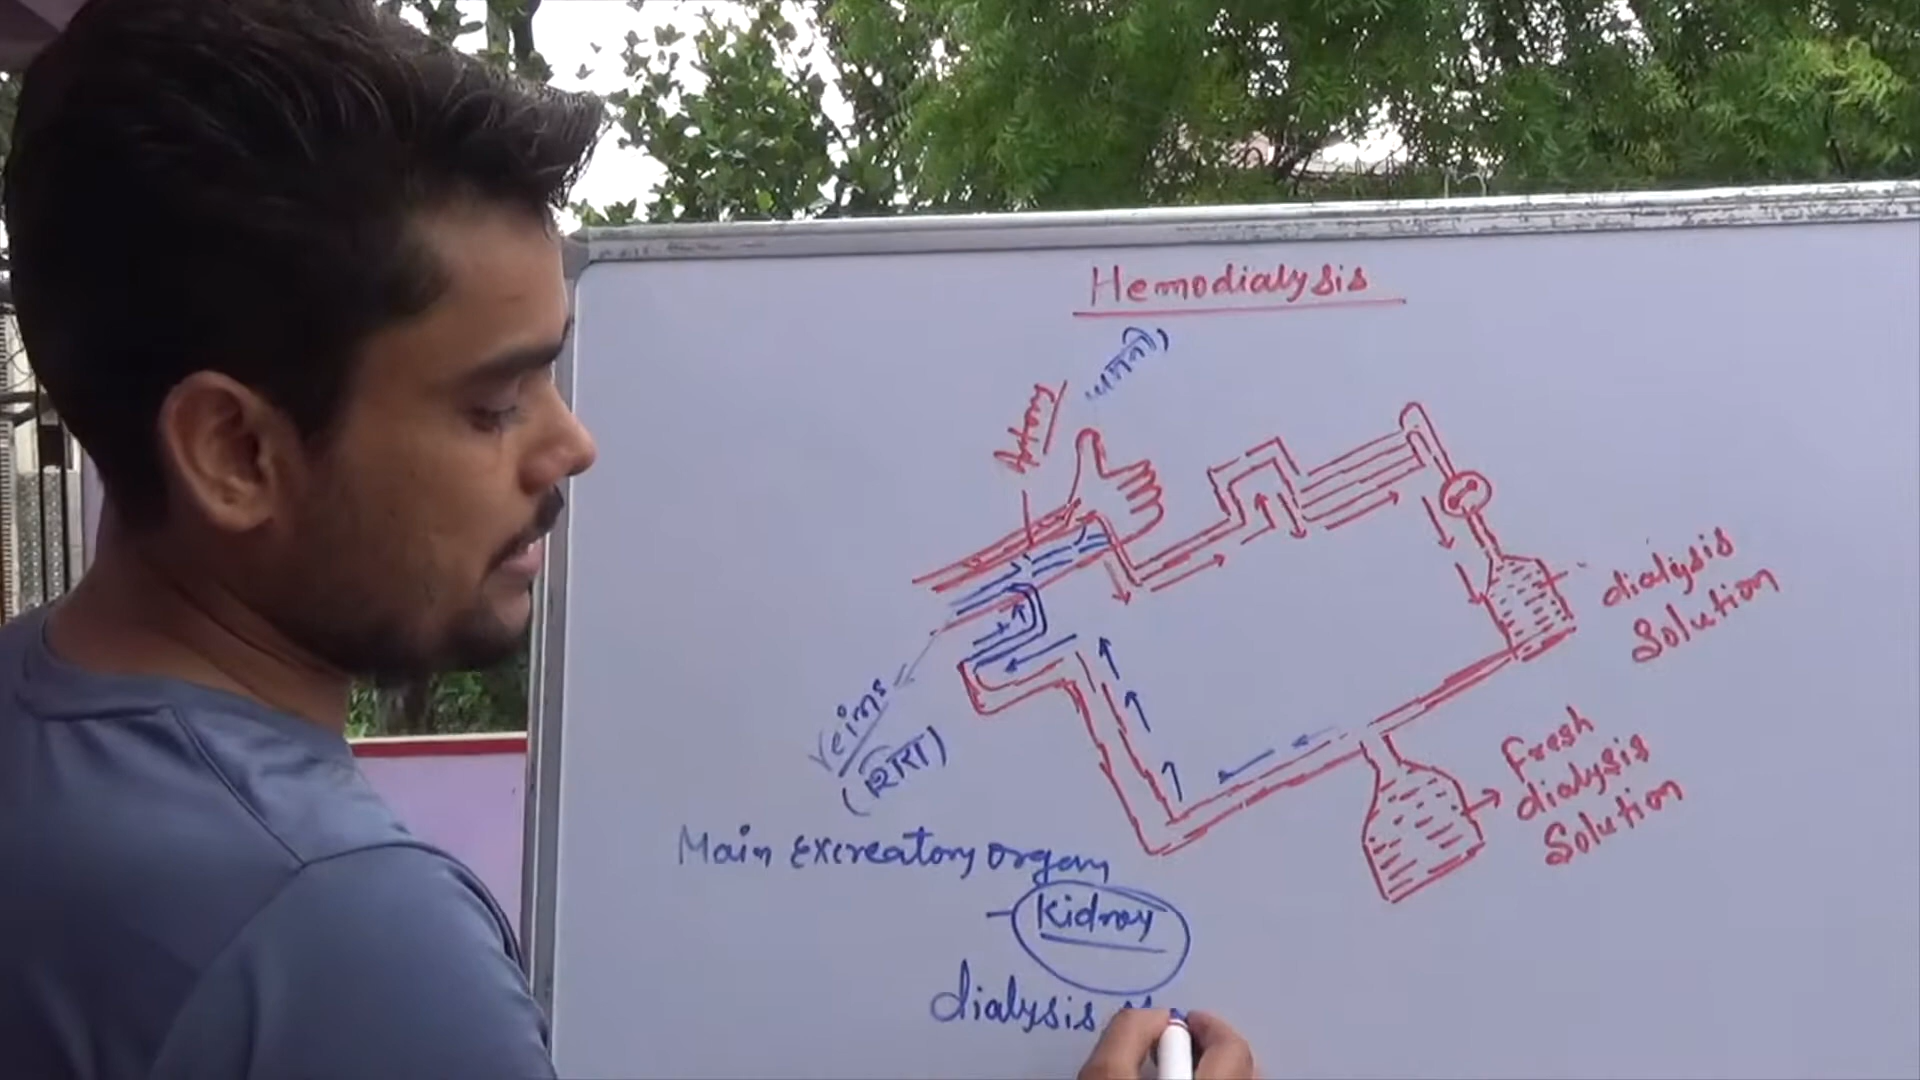 Hemodialysis
धमनी)
Artery
dialysis
Solution
Veins
(शिरा)
Fresh
dialysis
Solution
Main excreatory organ
- Kidney
dialysis